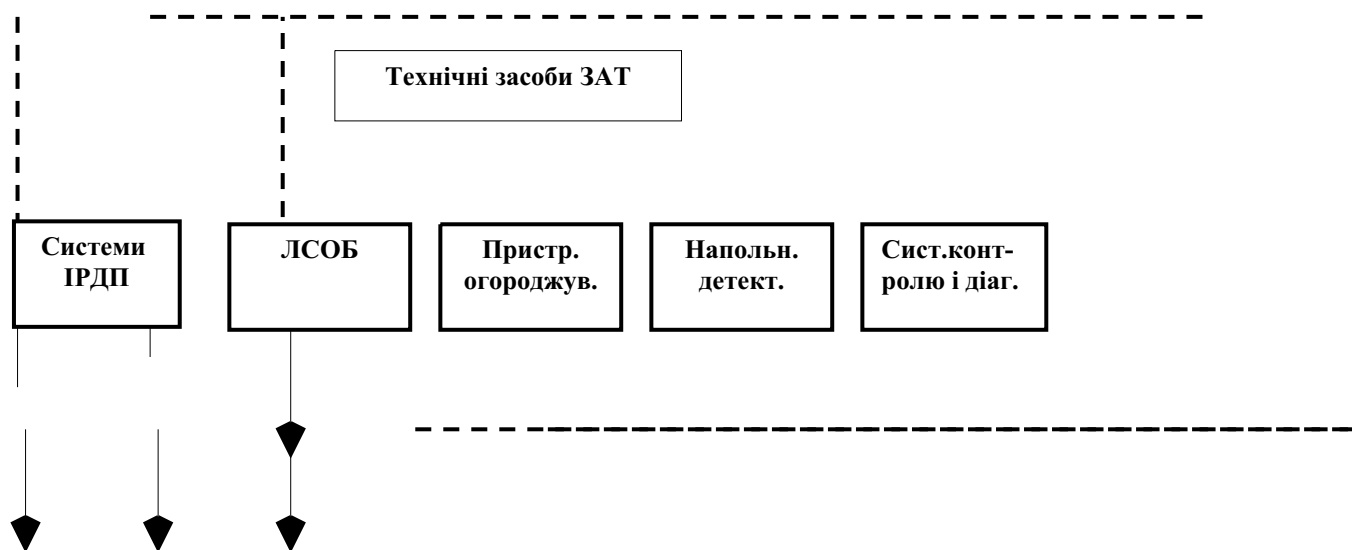 Технічні засоби ЗАТ
Системи
ІРДП
ЛСОБ
Пристр.
огороджув.
Напольн.
детект.
Сист.конт-
ролю і діаг.